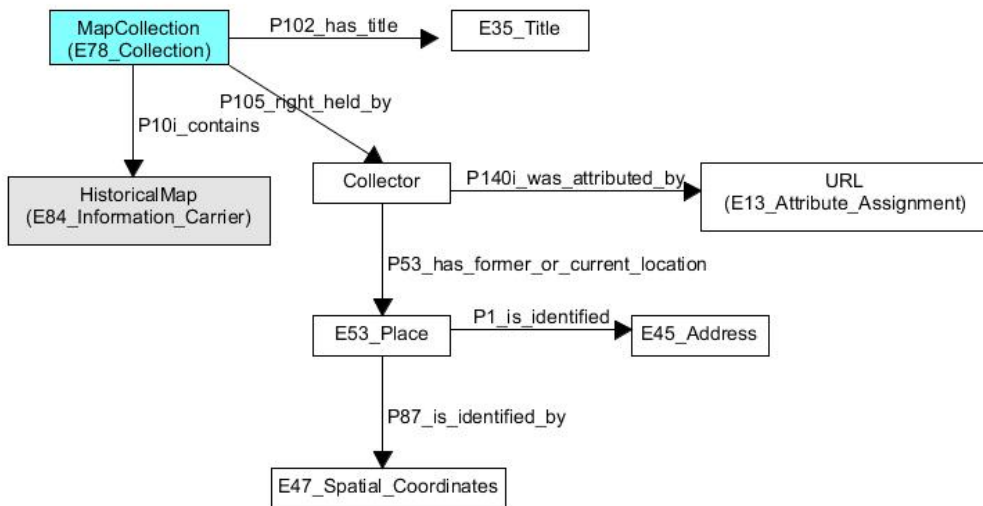 MapCollection
(E78_Collection)
P102_has_title
E35_Title
P105_right_held_by
P10i_contains
HistoricalMap
(E84_Information_Carrier)
Collector
P140i_was_attributed_by
URL
(E13_Attribute_Assignment)
P53_has_former_or_current_location
E53_Place
P1_is_identified
E45_Address
P87_is_identified_by
E47_Spatial_Coordinates